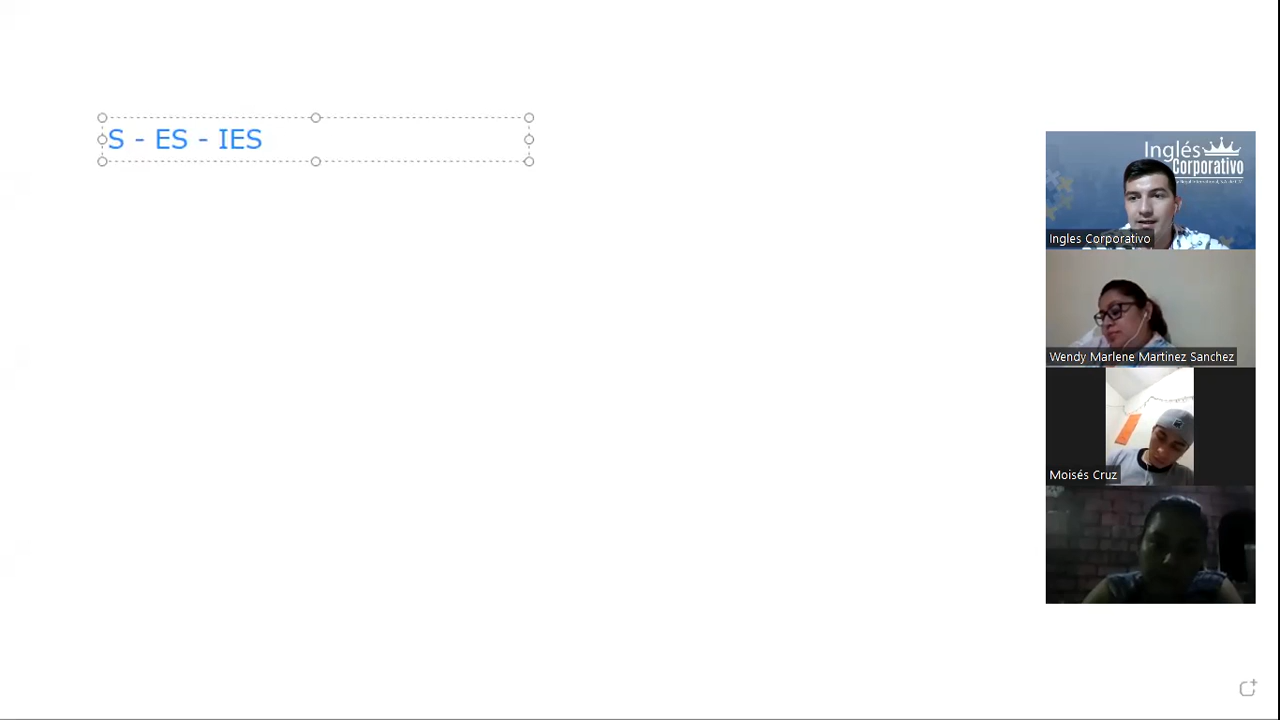 S - ES - IES
Inglés
Corporativo
Ingles Corporativo
Wendy Marlene Martinez Sanchez
Moisés Cruz